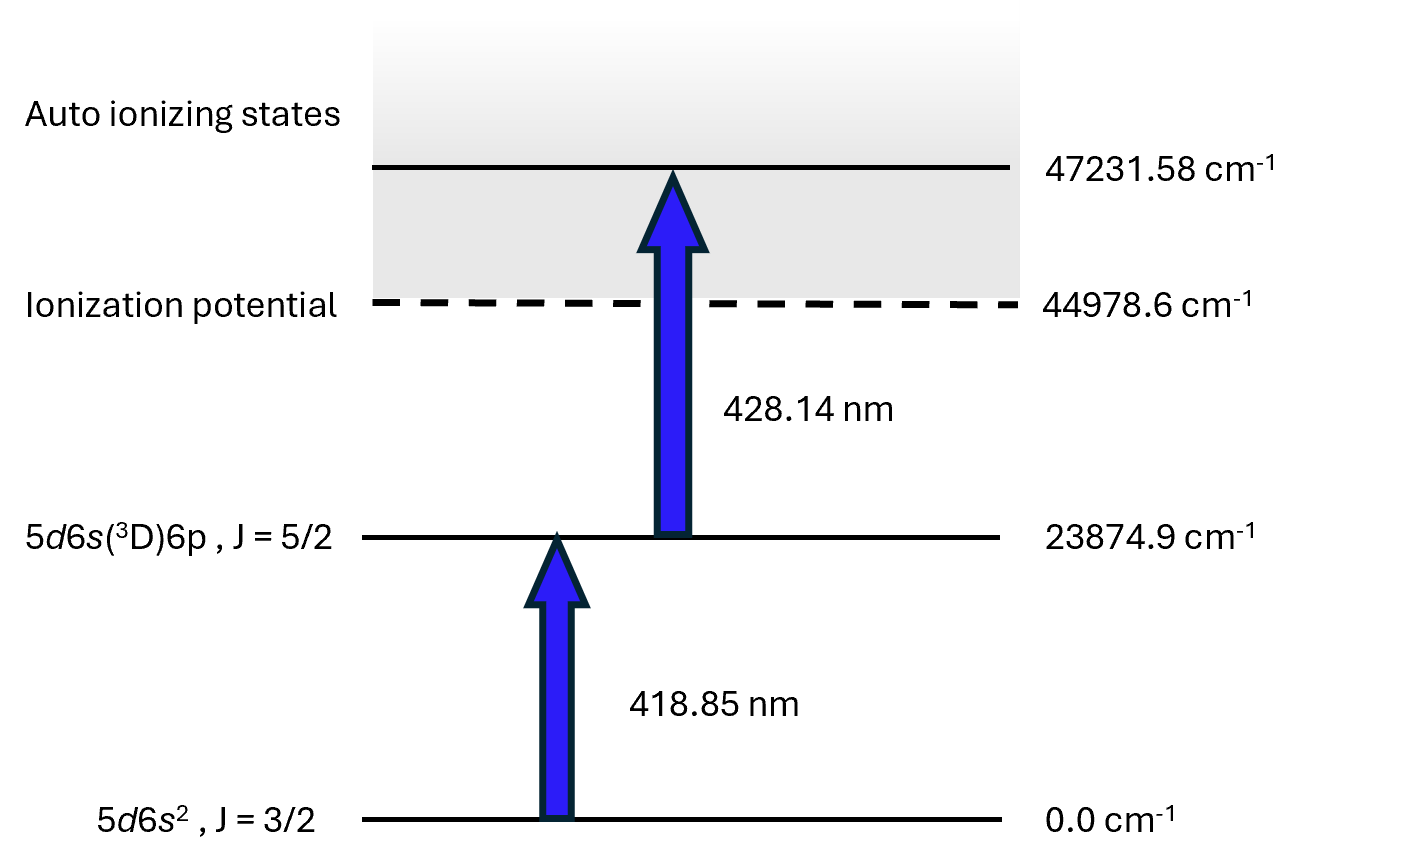 Auto ionizing states
47231.58 cm⁻¹
Ionization potential
44978.6 cm⁻¹
428.14 nm
5d6s(³D)6p , J = 5/2
23874.9 cm⁻¹
418.85 nm
5d6s² , J = 3/2
0.0 cm⁻¹